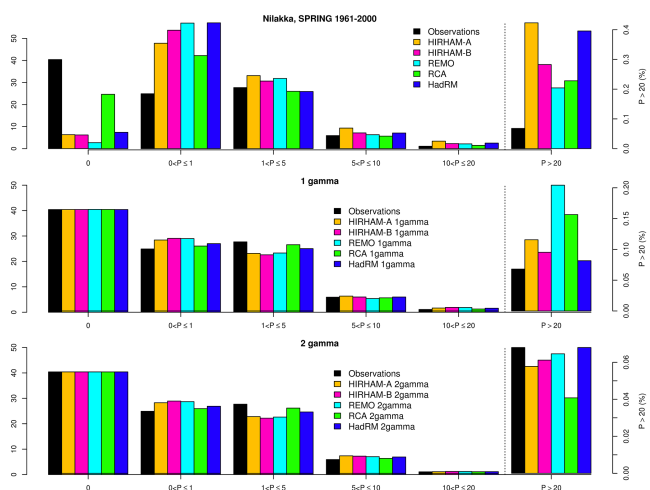 Nilakka, SPRING 1961-2000
Observations
HIRHAM-A
HIRHAM-B
REMO
RCA
HadRM
0 10 20 30 40 50
0.0 0.1 0.2 0.3 0.4
P > 20 (%)
0 0<P ≤ 1 1<P ≤ 5 5<P ≤ 10 10<P ≤ 20 P > 20
1 gamma
Observations
HIRHAM-A 1gamma
HIRHAM-B 1gamma
REMO 1gamma
RCA 1gamma
HadRM 1gamma
0 10 20 30 40 50
0.00 0.05 0.10 0.15 0.20
P > 20 (%)
0 0<P ≤ 1 1<P ≤ 5 5<P ≤ 10 10<P ≤ 20 P > 20
2 gamma
Observations
HIRHAM-A 2gamma
HIRHAM-B 2gamma
REMO 2gamma
RCA 2gamma
HadRM 2gamma
0 10 20 30 40 50
0.00 0.02 0.04 0.06
P > 20 (%)
0 0<P ≤ 1 1<P ≤ 5 5<P ≤ 10 10<P ≤ 20 P > 20